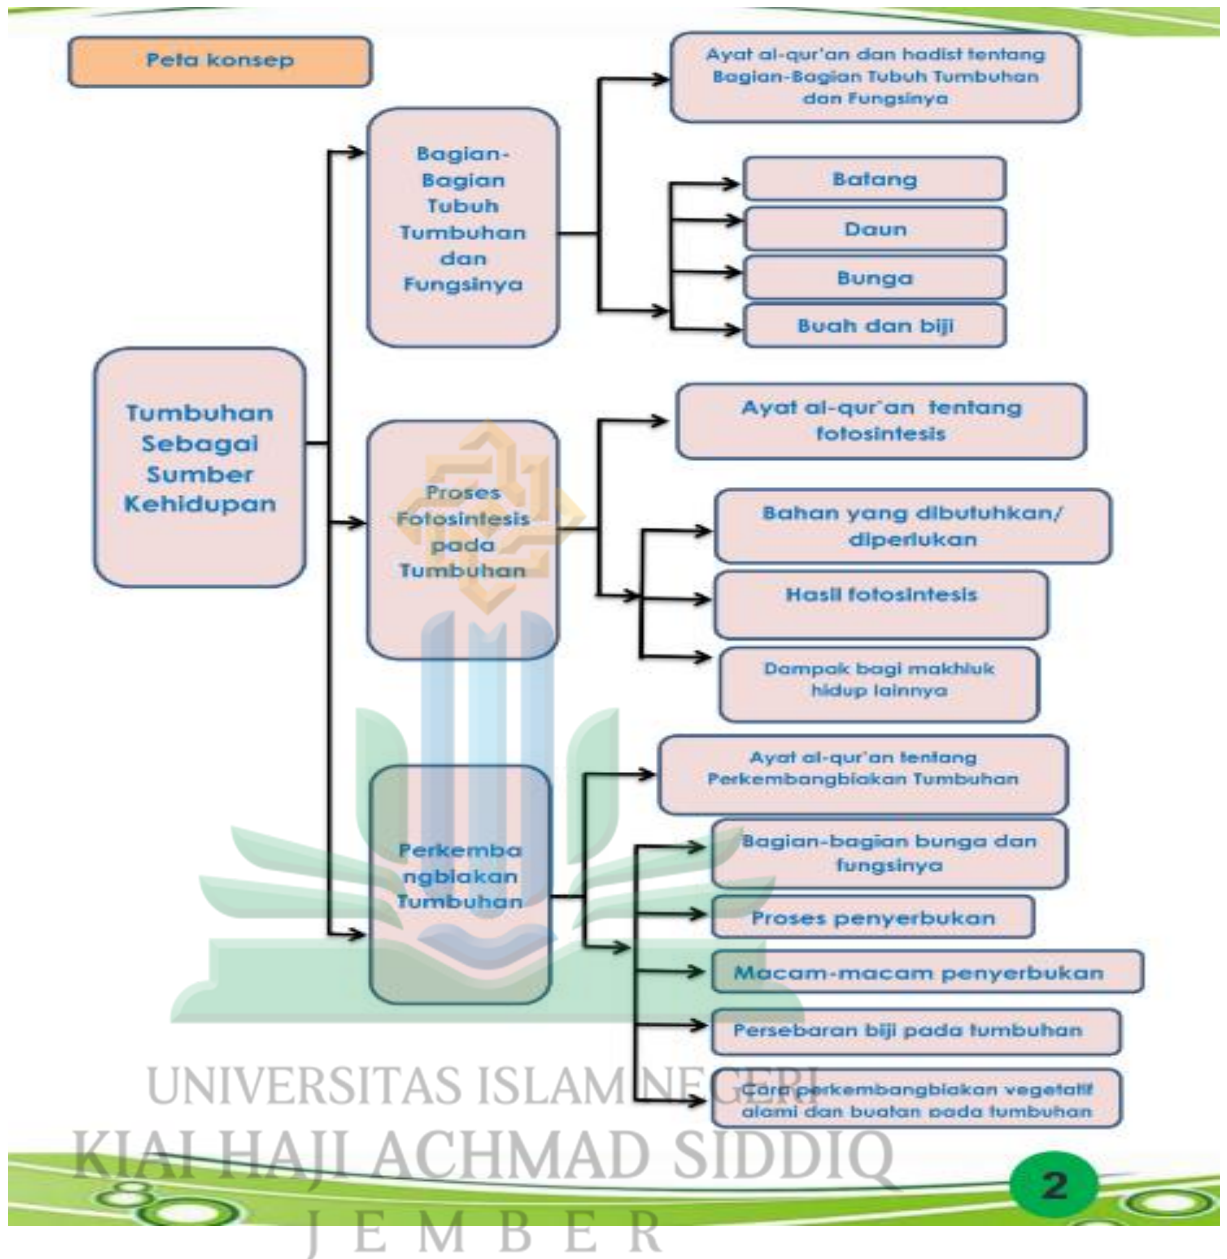 Peta konsep
Ayat al-qur'an dan hadist tentang
Bagian-Bagian Tubuh Tumbuhan
dan Fungsinya
Bagian-
Bagian
Tubuh
Tumbuhan
dan
Fungsinya
Batang
Daun
Bunga
Buah dan biji
Tumbuhan
Sebagai
Sumber
Kehidupan
Ayat al-qur'an tentang
fotosintesis
Proses
Fotosintesis
pada
Tumbuhan
Bahan yang dibutuhkan/
diperlukan
Hasil fotosintesis
Dampak bagi makhluk
hidup lainnya
Ayat al-qur'an tentang
Perkembangbiakan Tumbuhan
Perkemba
ngbiakan
Tumbuhan
Bagian-bagian bunga dan
fungsinya
Proses penyerbukan
Macam-macam penyerbukan
Persebaran biji pada tumbuhan
Cara perkembangbiakan vegetatif
alami dan buatan pada tumbuhan
UNIVERSITAS ISLAM NEGERI
KIAI HAJI ACHMAD SIDDIQ
JEMBER
2